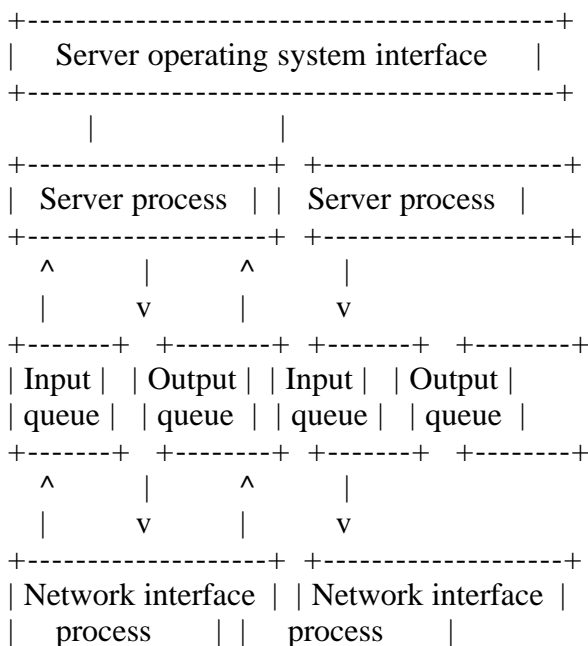 +--------------------------------------------+
|    Server operating system interface    |
+--------------------------------------------+
|                |
+--------------------+  +--------------------+
|  Server process  | |  Server process  |
+--------------------+  +--------------------+
^        |        ^        |
|        v        |        v
+-------+  +--------+  +-------+  +--------+
| Input |  | Output | | Input |  | Output |
| queue |  | queue | | queue |  | queue |
+-------+  +--------+  +-------+  +--------+
^        |        ^        |
|        v        |        v
+--------------------+  +--------------------+
| Network interface | | Network interface |
|    process      | |    process      |